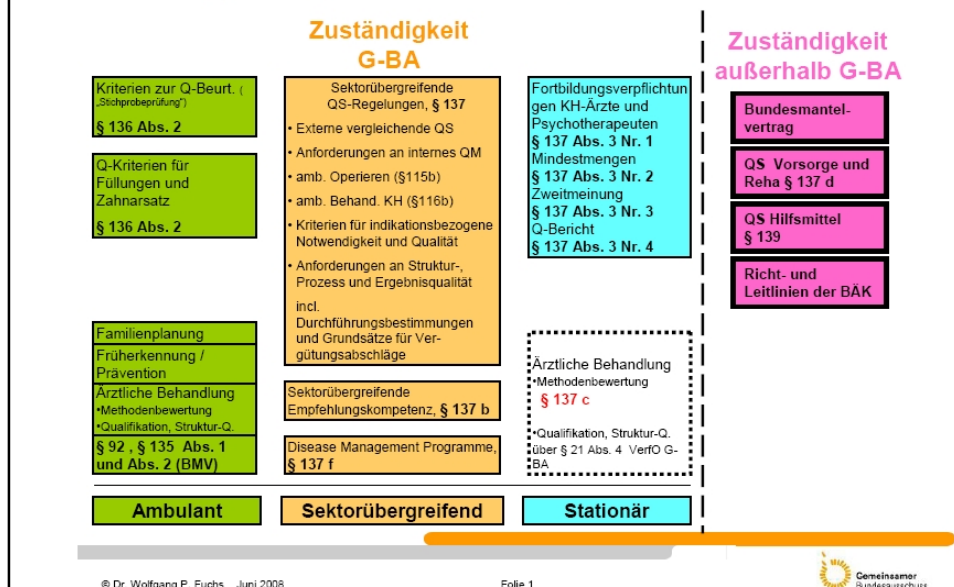 Zuständigkeit
G-BA
Zuständigkeit
außerhalb G-BA
Kriterien zur Q-Beurt. (
„Stichprobeprüfung")
§ 136 Abs. 2
Q-Kriterien für
Füllungen und
Zahnarsatz
§ 136 Abs. 2
Familienplanung
Früherkennung /
Prävention
Ärztliche Behandlung
•Methodenbewertung
•Qualifikation, Struktur-Q.
§ 92 , § 135 Abs. 1
und Abs. 2 (BMV)
Ambulant
Sektorübergreifende
QS-Regelungen, § 137
• Externe vergleichende QS
• Anforderungen an internes QM
• amb. Operieren (§115b)
• amb. Behand. KH (§116b)
• Kriterien für indikationsbezogene
Notwendigkeit und Qualität
• Anforderungen an Struktur-,
Prozess und Ergebnisqualität
incl.
Durchführungsbestimmungen
und Grundsätze für Ver-
gütungsabschläge
Sektorübergreifende
Empfehlungskompetenz, § 137 b
Disease Management Programme,
§ 137 f
Sektorübergreifend
Fortbildungsverpflichtun
gen KH-Ärzte und
Psychotherapeuten
§ 137 Abs. 3 Nr. 1
Mindestmengen
§ 137 Abs. 3 Nr. 2
Zweitmeinung
§ 137 Abs. 3 Nr. 3
Q-Bericht
§ 137 Abs. 3 Nr. 4
Ärztliche Behandlung
•Methodenbewertung
§ 137 c
•Qualifikation, Struktur-Q.
über § 21 Abs. 4 VerfO G-
BA
Stationär
Bundesmantel-
vertrag
QS Vorsorge und
Reha § 137 d
QS Hilfsmittel
§ 139
Richt- und
Leitlinien der BÄK
© Dr. Wolfgang P. Fuchs Juni 2008
Folie 1
Gemeinsamer
Bundesausschuss